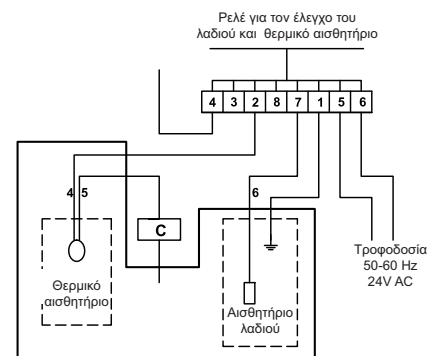 Ρελέ για τον έλεγχο του
λαδιού και θερμικό αισθητήριο
4 3 2 8 7 1 5 6
4 5
6
C
Τροφοδοσία
50-60 Hz
24V AC
Θερμικό
αισθητήριο
Αισθητήριο
λαδιού